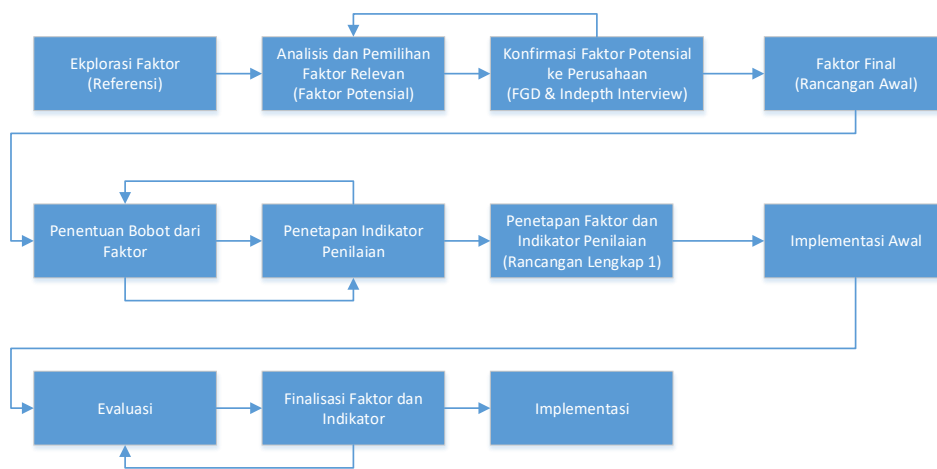 Ekplorasi Faktor
(Referensi)
Analisis dan Pemilihan
Faktor Relevan
(Faktor Potensial)
Konfirmasi Faktor Potensial
ke Perusahaan
(FGD & Indepth Interview)
Faktor Final
(Rancangan Awal)
Penentuan Bobot dari
Faktor
Penetapan Indikator
Penilaian
Penetapan Faktor dan
Indikator Penilaian
(Rancangan Lengkap 1)
Implementasi Awal
Evaluasi
Finalisasi Faktor dan
Indikator
Implementasi